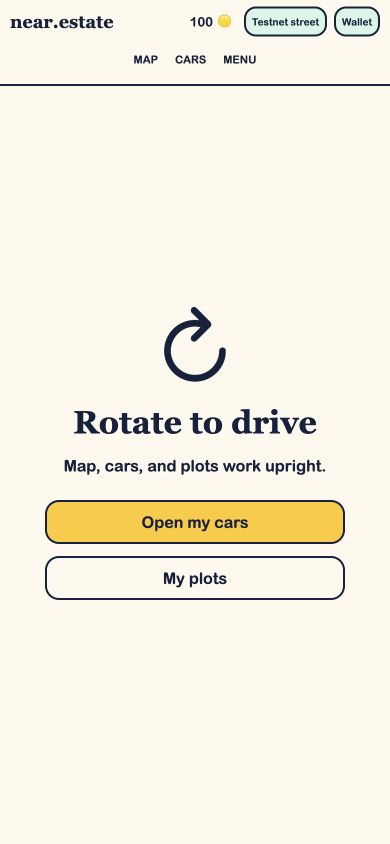 near.estate
100
Testnet street
Wallet
MAP CARS MENU
Rotate to drive
Map, cars, and plots work upright.
Open my cars
My plots